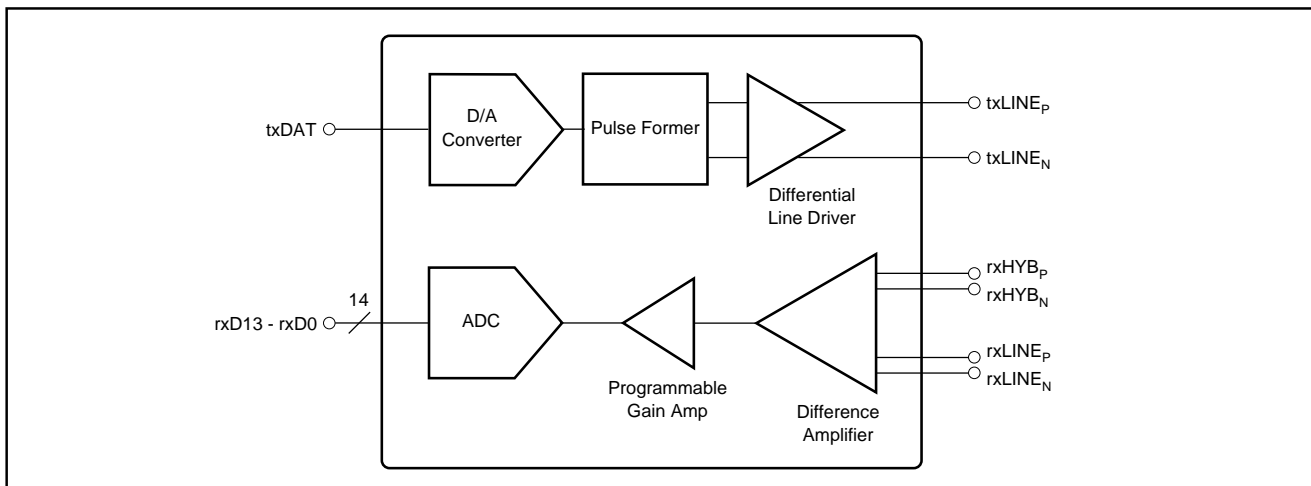 txDAT
D/A
Converter
Pulse Former
Differential
Line Driver
txLINEP
txLINEN
rxD13 - rxD0
14
ADC
Programmable
Gain Amp
Difference
Amplifier
rxHYBP
rxHYBN
rxLINEP
rxLINEN